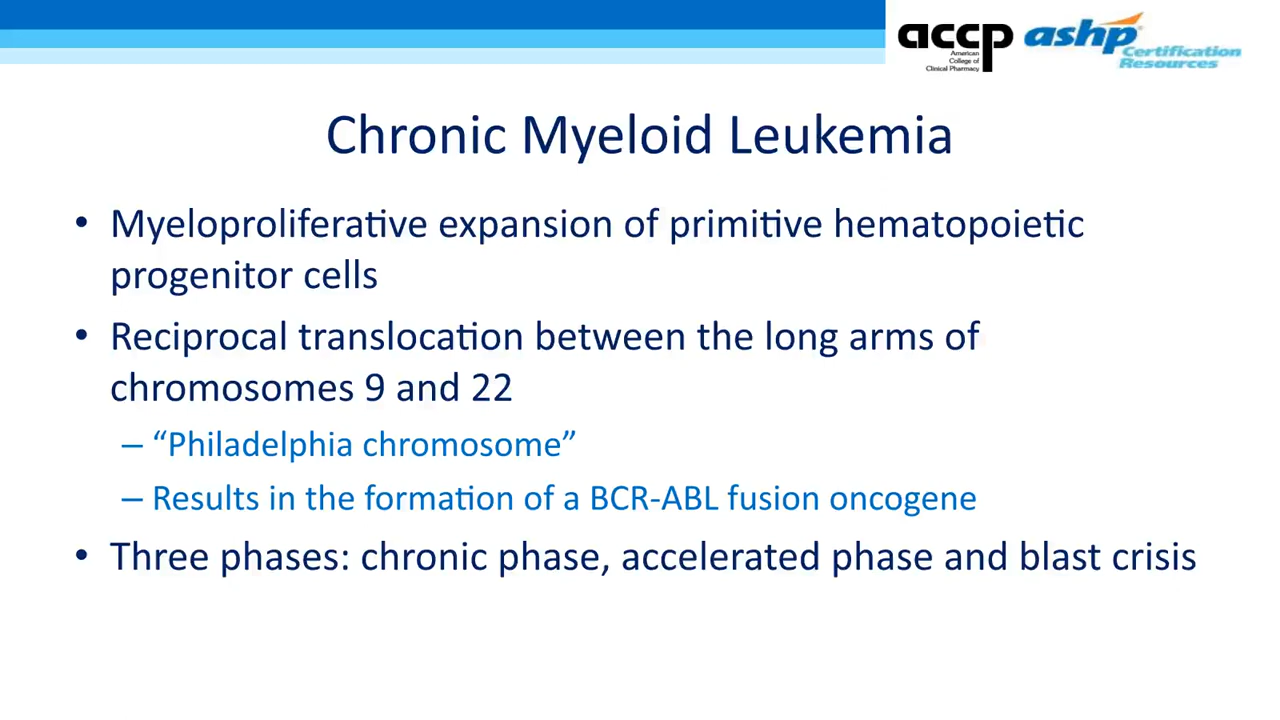 accp
American
College of
Clinical Pharmacy
ashp®
Certification
Resources
Chronic Myeloid Leukemia
• Myeloproliferative expansion of primitive hematopoietic
progenitor cells
• Reciprocal translocation between the long arms of
chromosomes 9 and 22
– “Philadelphia chromosome”
– Results in the formation of a BCR-ABL fusion oncogene
• Three phases: chronic phase, accelerated phase and blast crisis